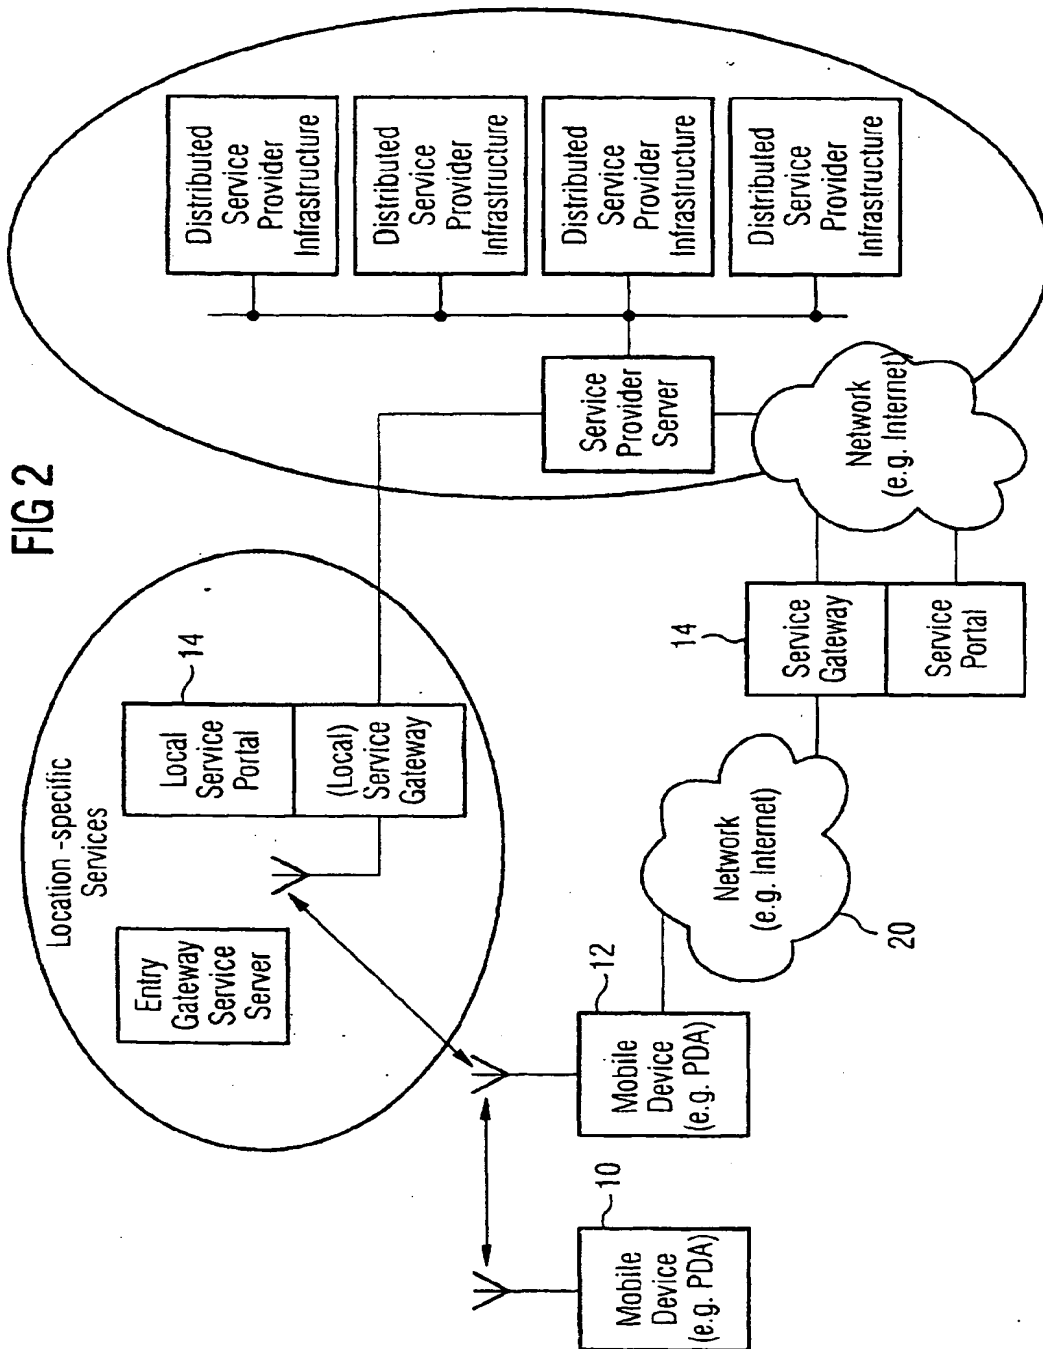 FIG 2
Location -specific
Services
Entry
Gateway
Service
Server
Local
Service
Portal
14
(Local)
Service
Gateway
Distributed
Service
Provider
Infrastructure
Distributed
Service
Provider
Infrastructure
Distributed
Service
Provider
Infrastructure
Distributed
Service
Provider
Infrastructure
Service
Provider
Server
Mobile
Device
(e.g. PDA)
10
Mobile
Device
(e.g. PDA)
12
Network
(e.g. Internet)
20
Service
Gateway
14
Service
Portal
Network
(e.g. Internet)